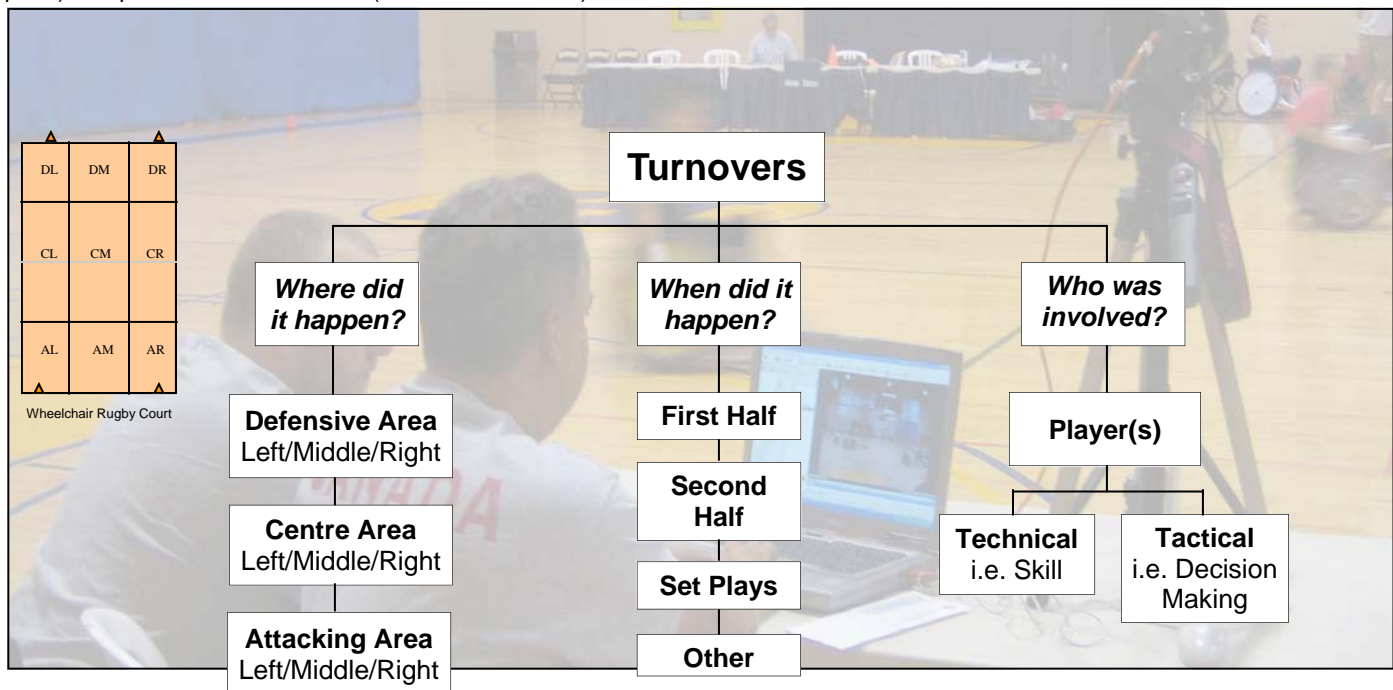 DL DM DR
CL CM CR
AL AM AR
Wheelchair Rugby Court
Turnovers
Where did
it happen?
Defensive Area
Left/Middle/Right
Centre Area
Left/Middle/Right
Attacking Area
Left/Middle/Right
When did it
happen?
First Half
Second
Half
Set Plays
Other
Who was
involved?
Player(s)
Technical
i.e. Skill
Tactical
i.e. Decision
Making
CANADA